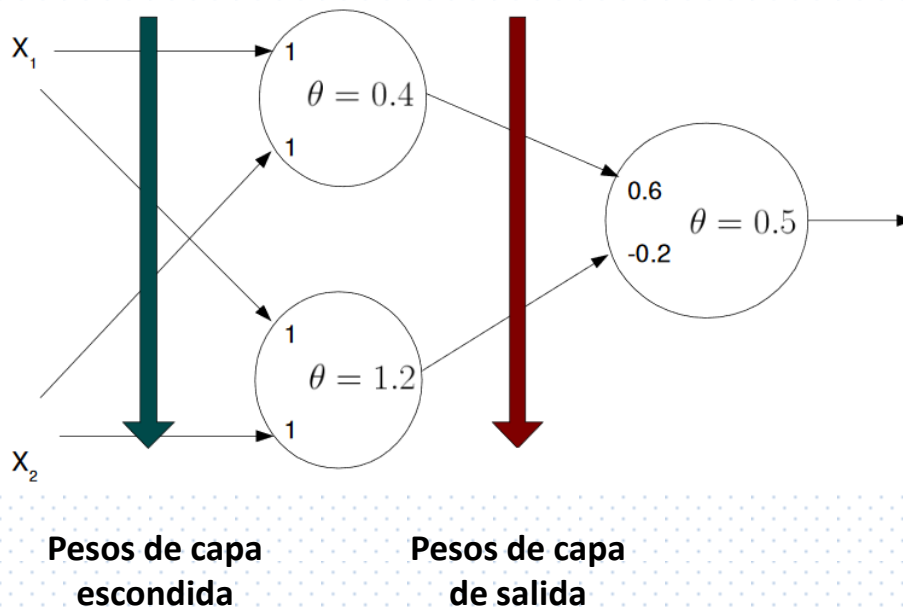 X₁
1
θ = 0.4
1
0.6
θ = 0.5
-0.2
1
θ = 1.2
1
X₂
Pesos de capa
escondida
Pesos de capa
de salida